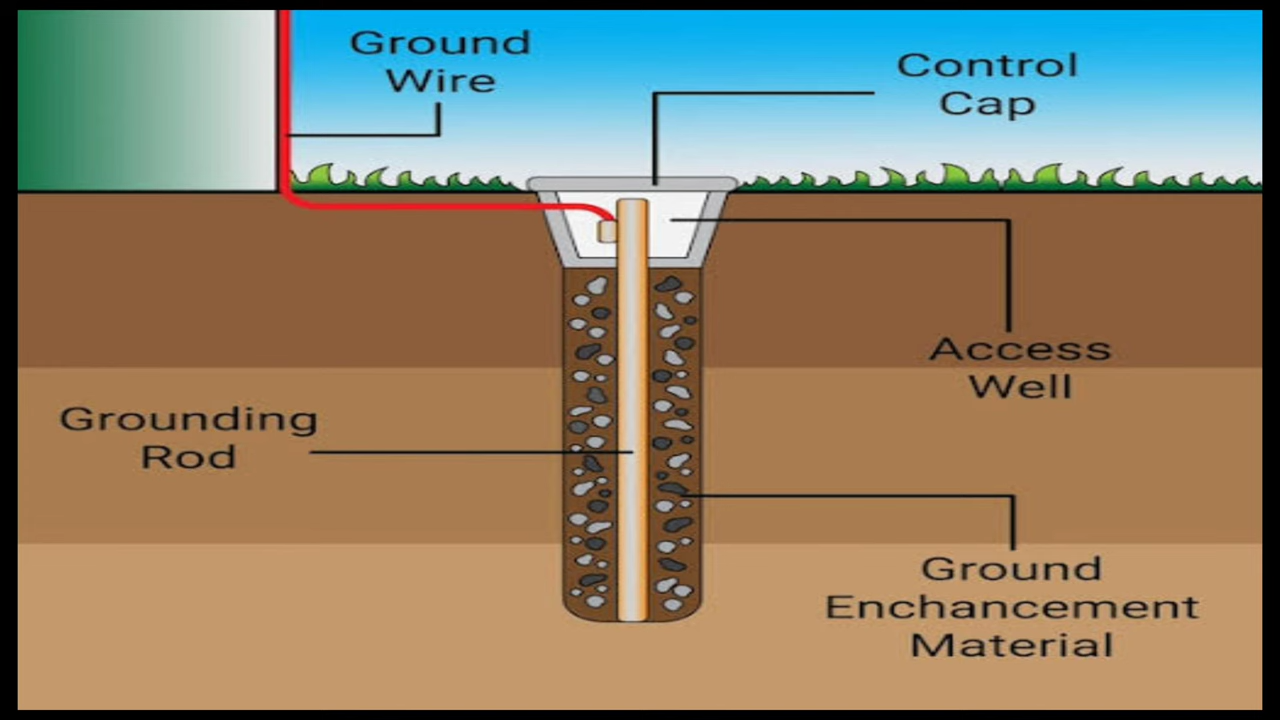 Ground
Wire
Control
Cap
Access
Well
Grounding
Rod
Ground
Enchancement
Material